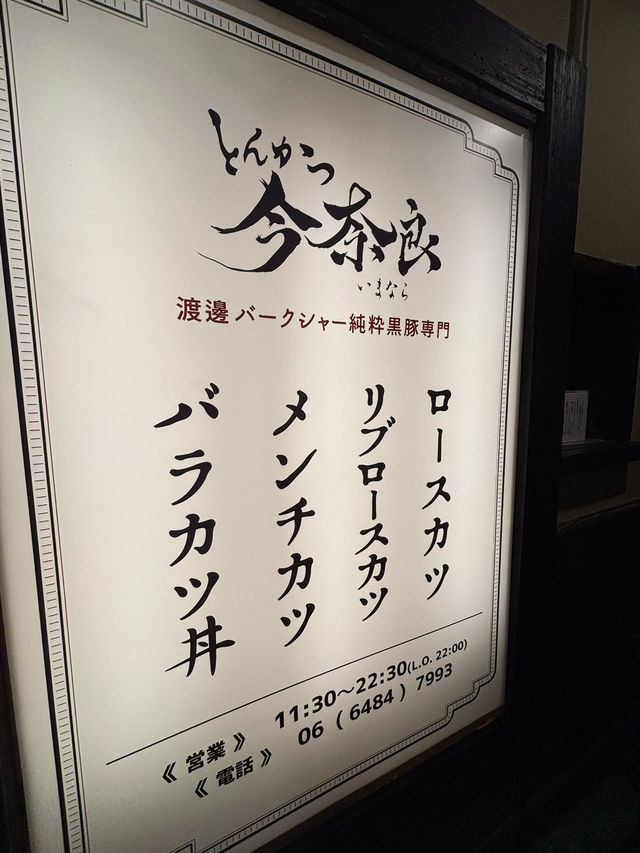 とんかつ
今奈良
いまなら
渡邊バークシャー純粋黒豚専門
ロースカツ
リブロースカツ
メンチカツ
バラカツ丼
《 営業 》 11:30～22:30(L.O. 22:00)
《 電話 》 06 ( 6484 ) 7993